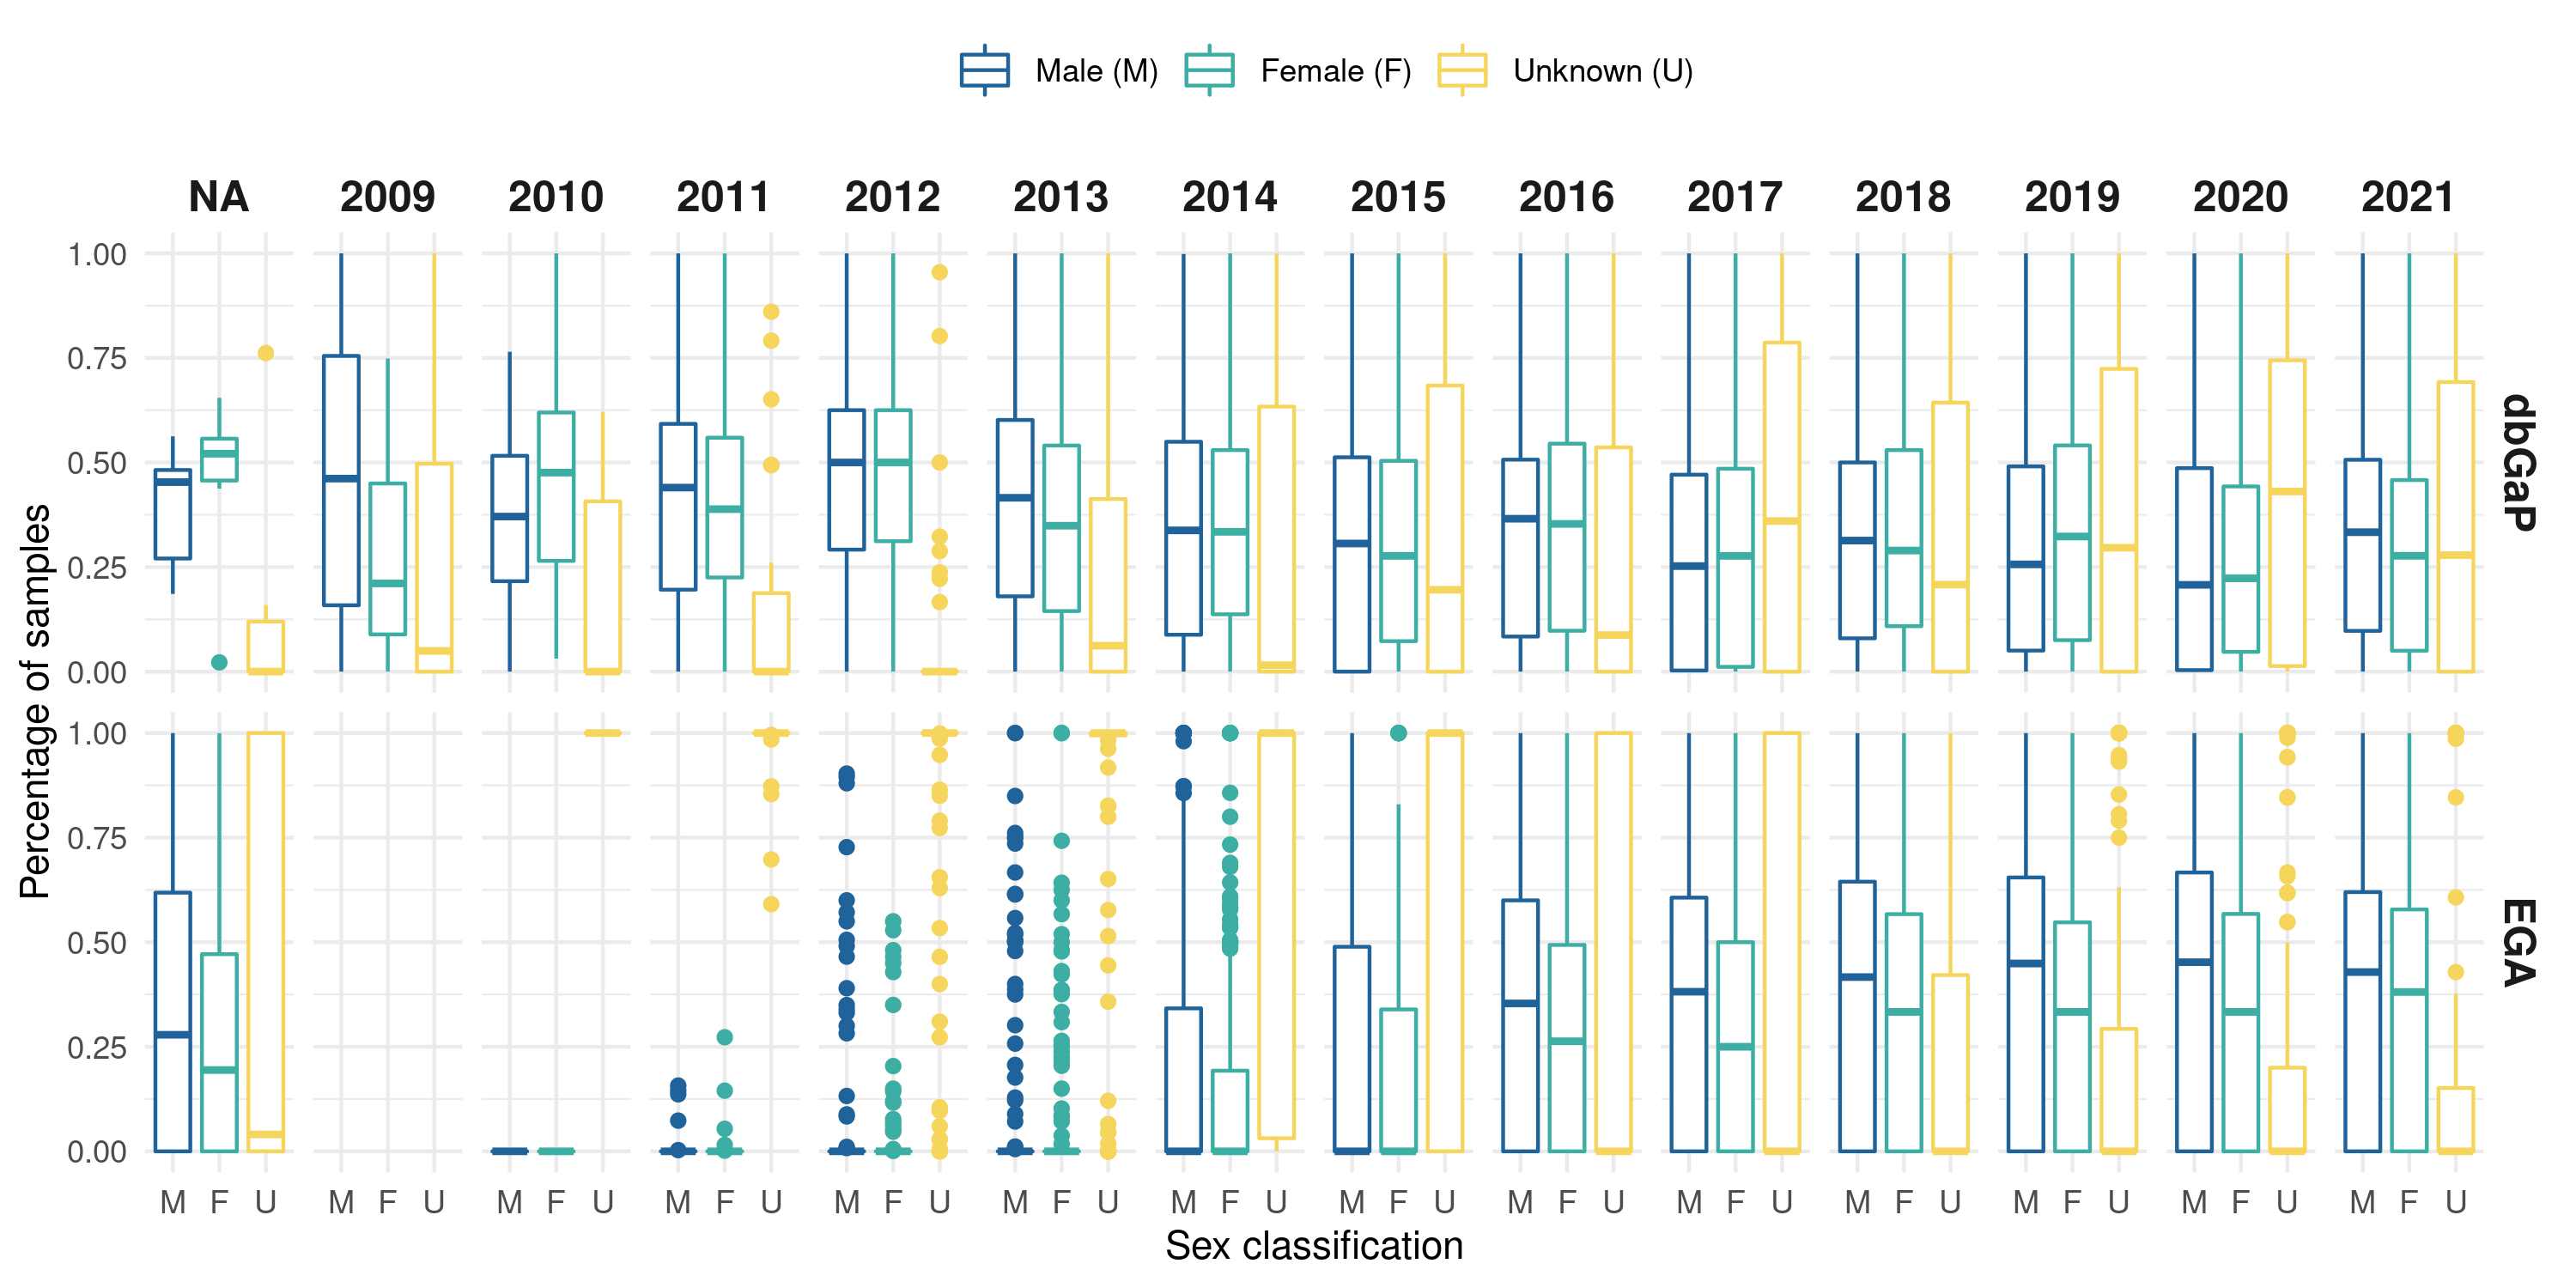 Male (M) Female (F) Unknown (U)
NA 2009 2010 2011 2012 2013 2014 2015 2016 2017 2018 2019 2020 2021
Percentage of samples
1.00
0.75
0.50
0.25
0.00
dbGaP
1.00
0.75
0.50
0.25
0.00
EGA
M F U M F U M F U M F U M F U M F U M F U M F U M F U M F U M F U M F U M F U M F U
Sex classification